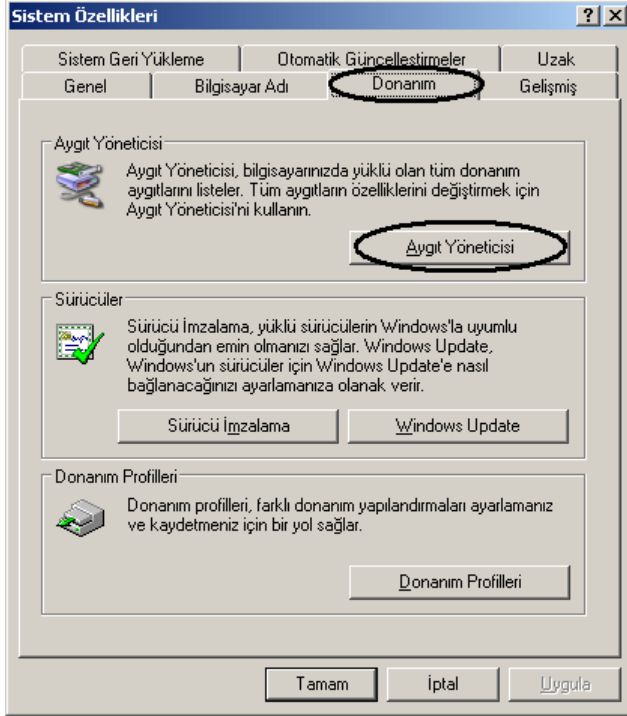 Sistem Özellikleri
Sistem Geri Yükleme Otomatik Güncelleştirmeler Uzak
Genel Bilgisayar Adı Donanım Gelişmiş
Aygıt Yöneticisi
Aygıt Yöneticisi, bilgisayarınızda yüklü olan tüm donanım
aygıtlarını listeler. Tüm aygıtların özelliklerini değiştirmek için
Aygıt Yöneticisi'ni kullanın.
Aygıt Yöneticisi
Sürücüler
Sürücü İmzalama, yüklü sürücülerin Windows'la uyumlu
olduğundan emin olmanızı sağlar. Windows Update,
Windows'un sürücüler için Windows Update'e nasıl
bağlanacağınızı ayarlamanıza olanak verir.
Sürücü İmzalama Windows Update
Donanım Profilleri
Donanım profilleri, farklı donanım yapılandırmaları ayarlamanız
ve kaydetmeniz için bir yol sağlar.
Donanım Profilleri
Tamam İptal Uygula